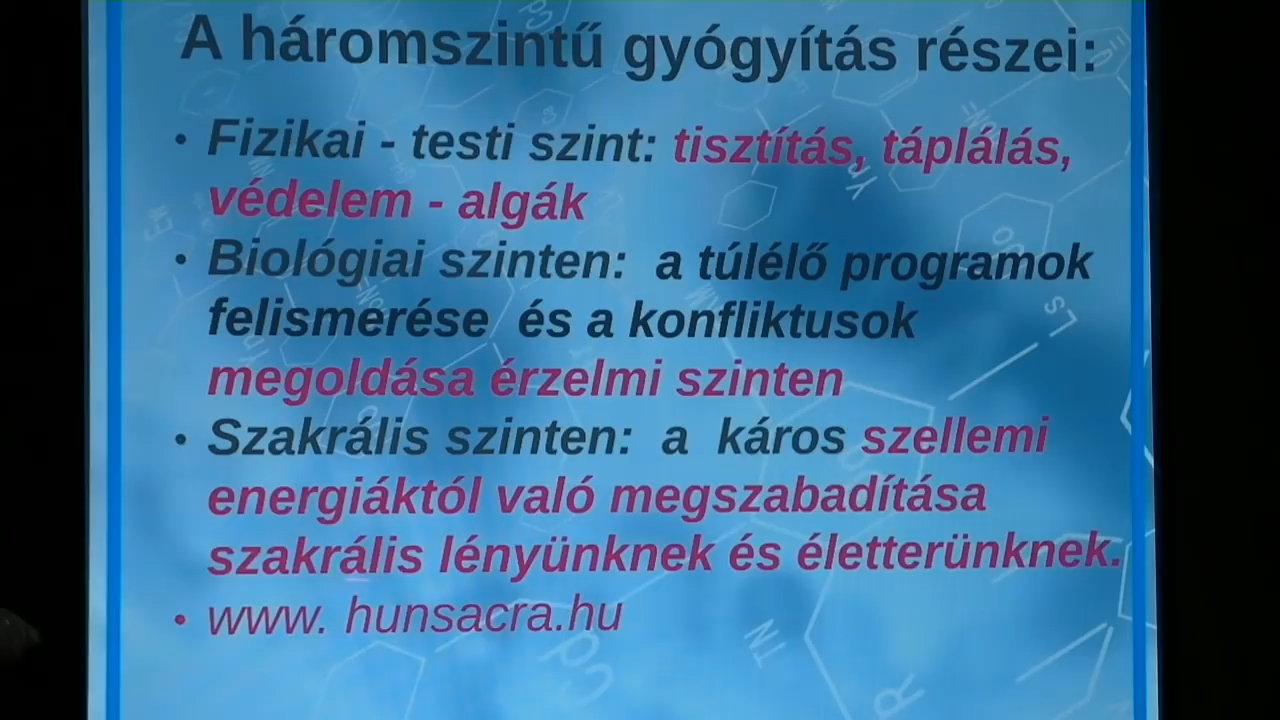 A háromszintű gyógyítás részei:
• Fizikai - testi szint: tisztítás, táplálás,
védelem - algák
• Biológiai szinten: a túlélő programok
felismerése és a konfliktusok
megoldása érzelmi szinten
• Szakrális szinten: a káros szellemi
energiáktól való megszabadítása
szakrális lényünknek és életterünknek.
• www. hunsacra.hu